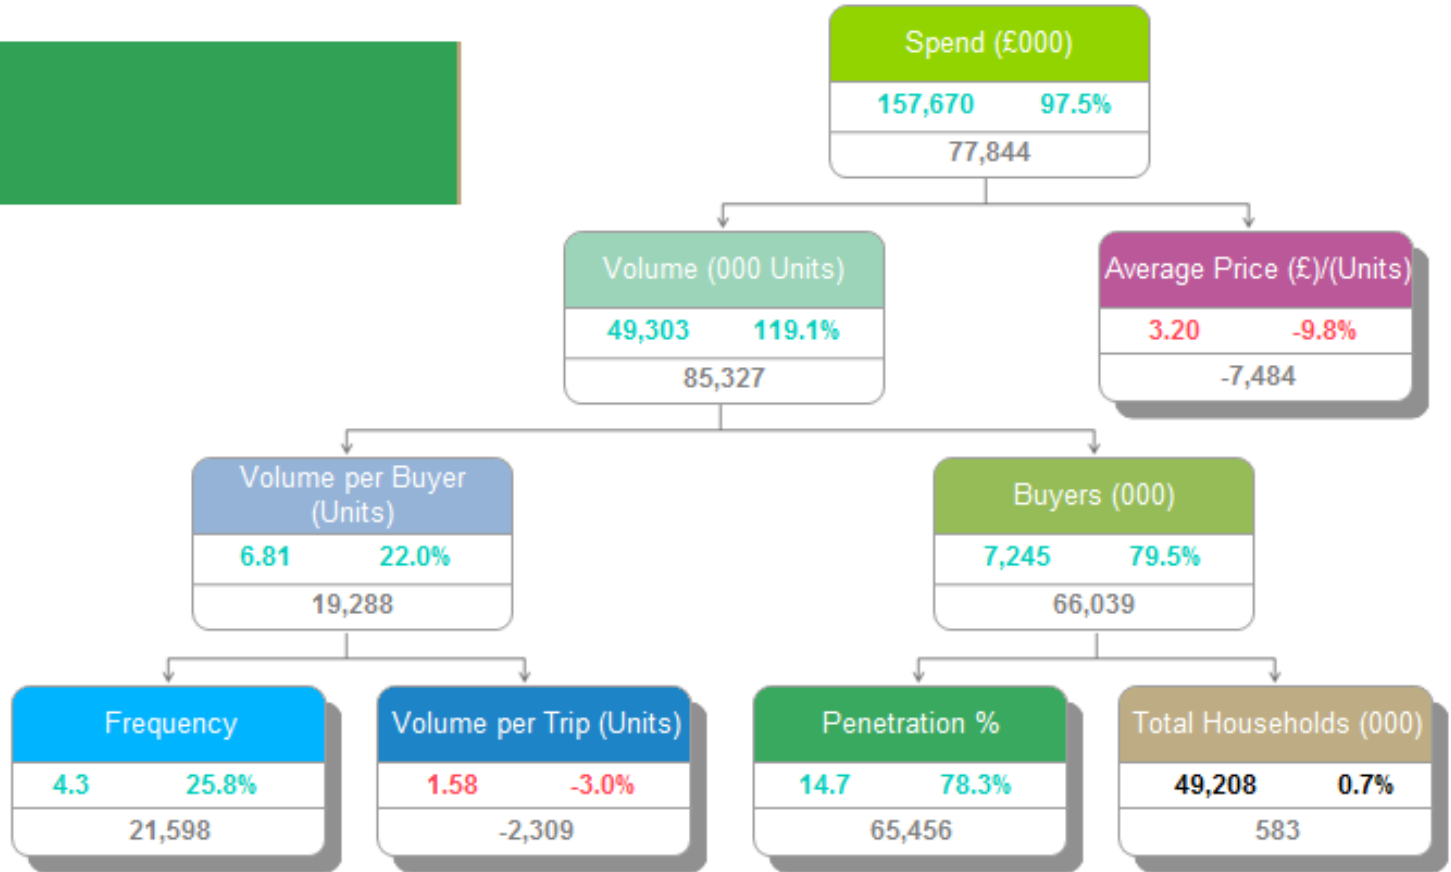 Spend (£000)
157,670 97.5%
77,844
Volume (000 Units)
49,303 119.1%
85,327
Average Price (£)/(Units)
3.20 -9.8%
-7,484
Volume per Buyer
(Units)
6.81 22.0%
19,288
Buyers (000)
7,245 79.5%
66,039
Frequency
4.3 25.8%
21,598
Volume per Trip (Units)
1.58 -3.0%
-2,309
Penetration %
14.7 78.3%
65,456
Total Households (000)
49,208 0.7%
583